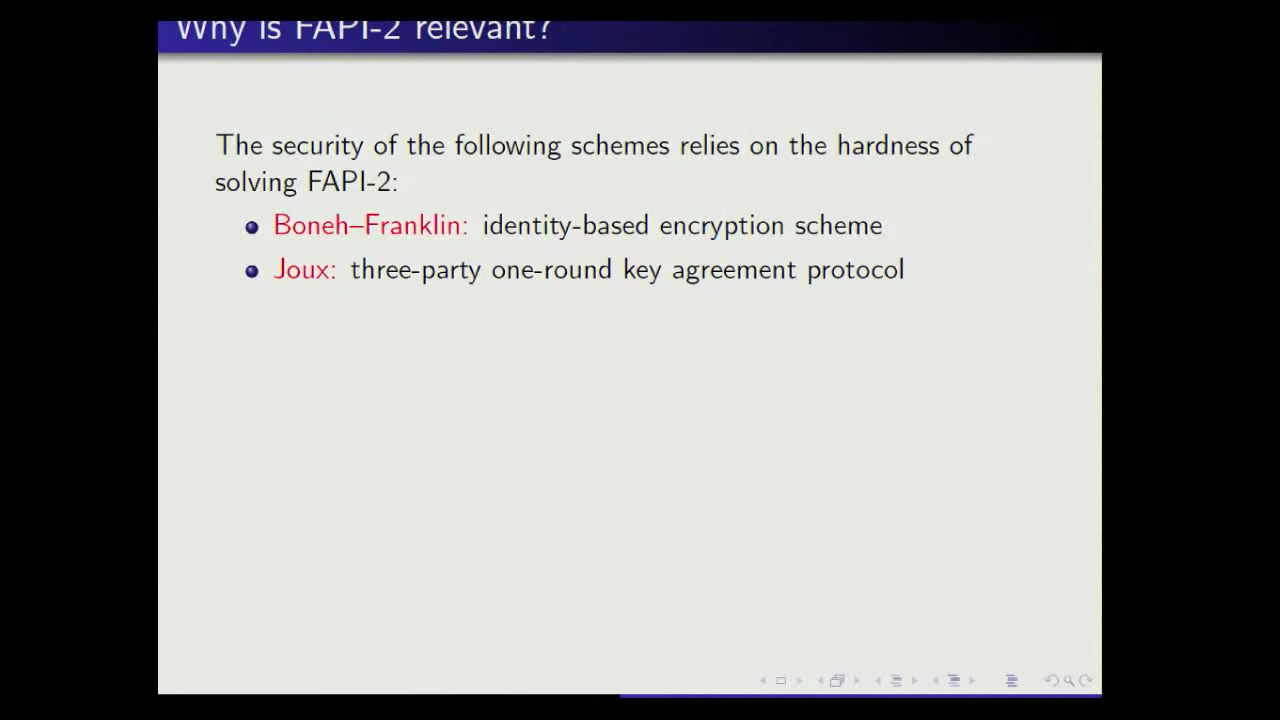 Why is FAPI-2 relevant?
The security of the following schemes relies on the hardness of
solving FAPI-2:
Boneh–Franklin: identity-based encryption scheme
Joux: three-party one-round key agreement protocol